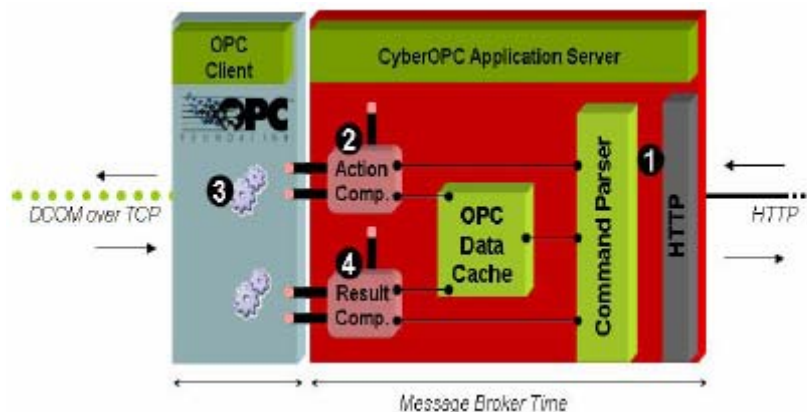 OPC
Client
CyberOPC Application Server
OPC
FOUNDATION
2
Action
Comp.
1
3
DCOM over TCP
OPC
Data
Cache
Command Parser
HTTP
HTTP
4
Result
Comp.
Message Broker Time